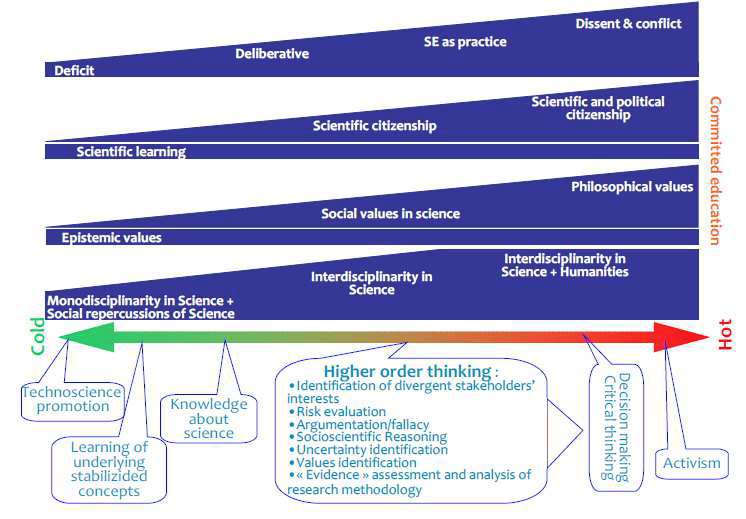 Dissent & conflict
SE as practice
Deliberative
Deficit
Scientific and political
citizenship
Scientific citizenship
Scientific learning
Philosophical values
Social values in science
Epistemic values
Interdisciplinarity in
Science + Humanities
Interdisciplinarity in
Science
Monodisciplinarity in Science +
Social repercussions of Science
Committed education
Cold
Hot
Technoscience
promotion
Learning of
underlying
stabilizided
concepts
Knowledge
about
science
Higher order thinking :
•Identification of divergent stakeholders'
interests
•Risk evaluation
•Argumentation/fallacy
•Socioscientific Reasoning
•Uncertainty identification
•Values identification
•« Evidence » assessment and analysis of
research methodology
Decision making
Critical thinking
Activism